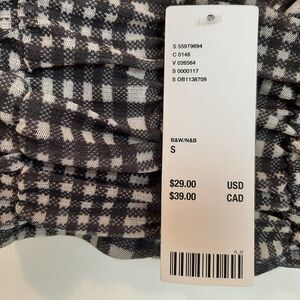 S 55979694
C 0148
V 026564
S 0000117
S OB1138709
B&W/N&B
S
$29.00 USD
$39.00 CAD